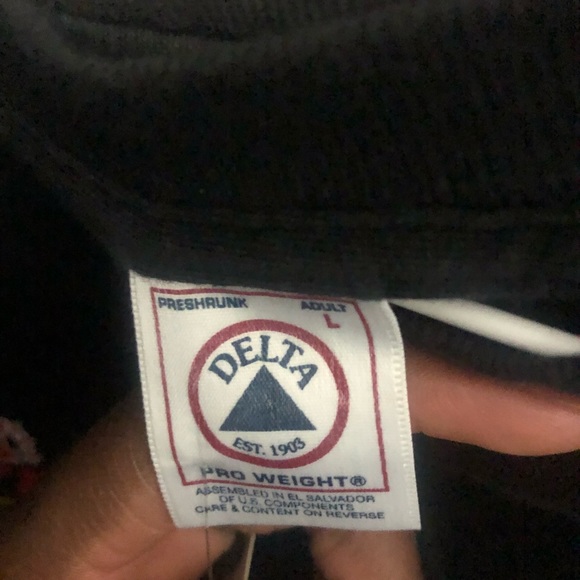 PRESHRUNK ADULT
L
DELTA
EST. 1903
PRO WEIGHT®
ASSEMBLED IN EL SALVADOR
OF U.S. COMPONENTS
CARE & CONTENT ON REVERSE